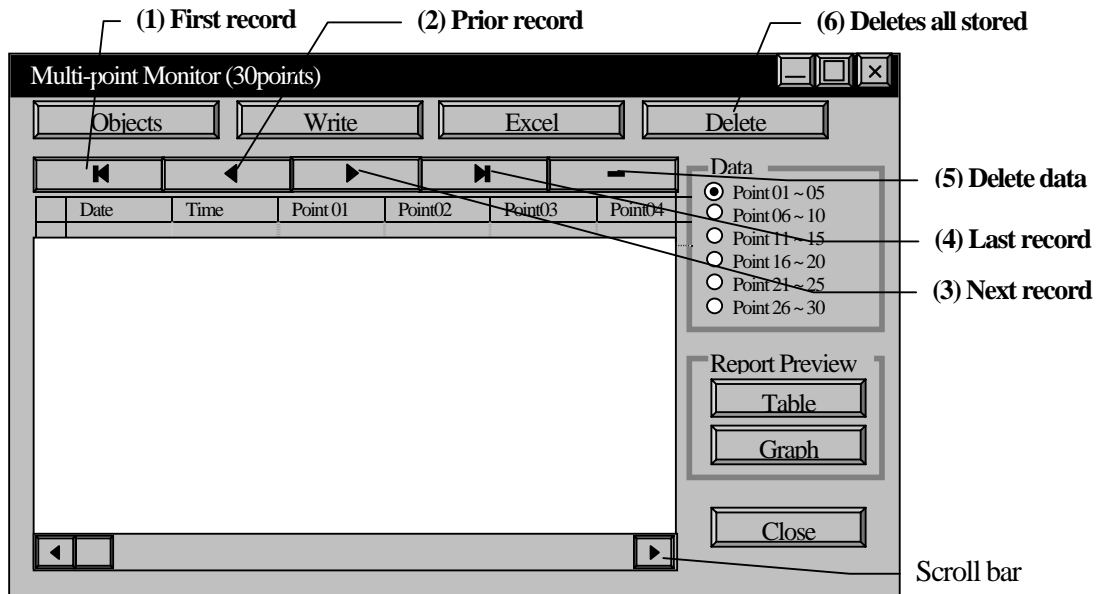 (1) First record
(2) Prior record
(6) Deletes all stored
Multi-point Monitor (30points)
Objects
Write
Excel
Delete
Data
Point 01 ~ 05
Point 06 ~ 10
Point 11 ~ 15
Point 16 ~ 20
Point 21 ~ 25
Point 26 ~ 30
(5) Delete data
(4) Last record
(3) Next record
Date Time Point 01 Point02 Point03 Point04
Report Preview
Table
Graph
Close
Scroll bar